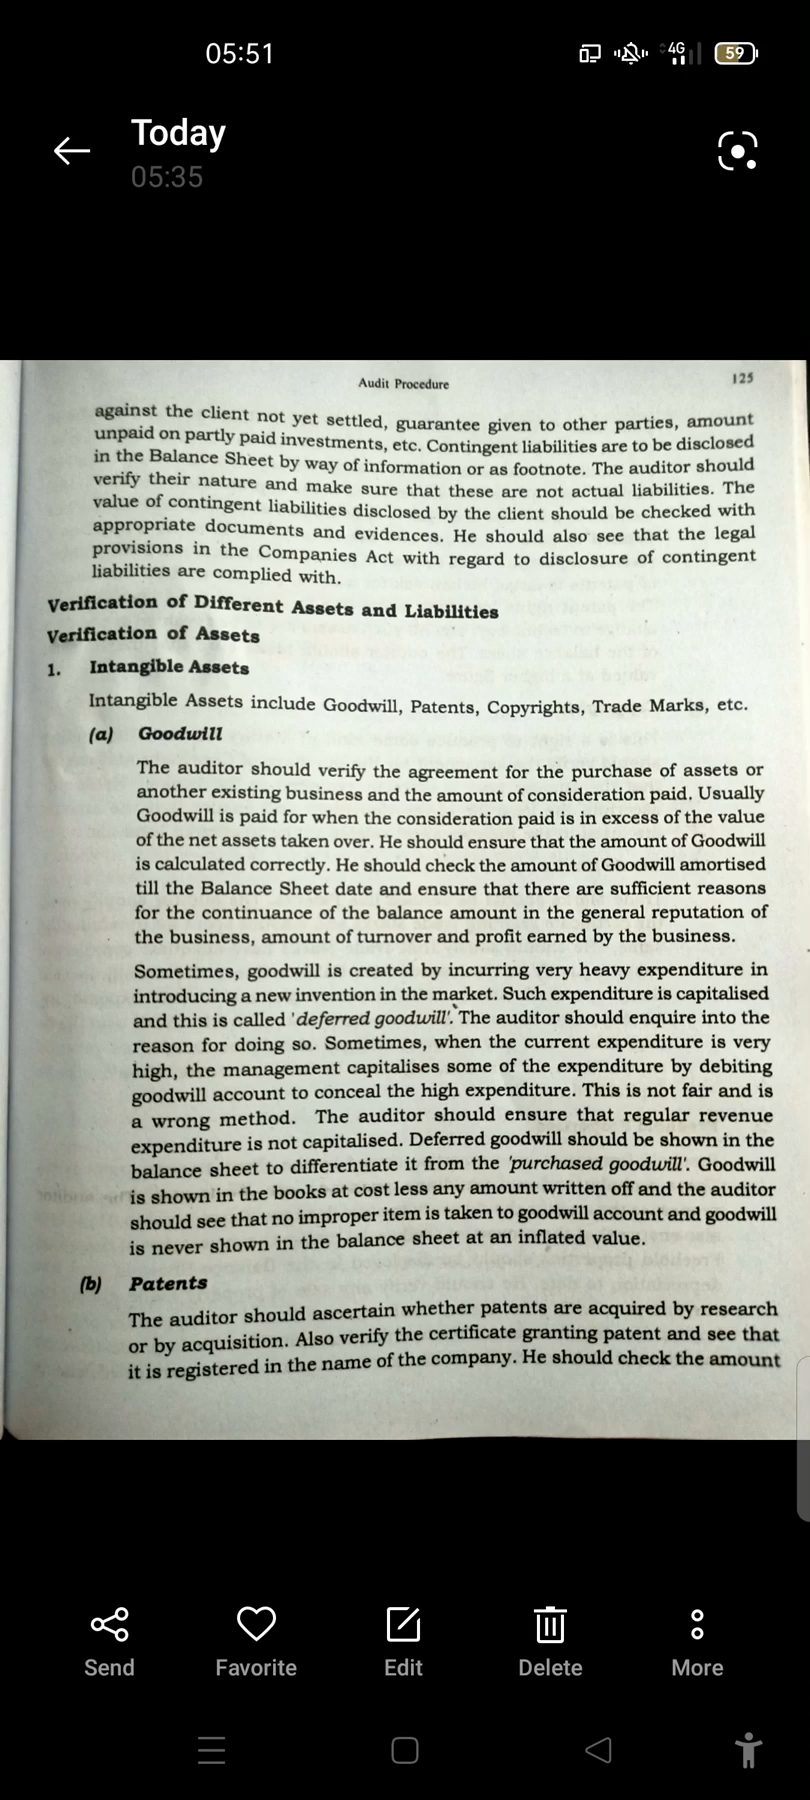 05:51
4G
59
Today
05:35
Audit Procedure
125
against the client not yet settled, guarantee given to other parties, amount
unpaid on partly paid investments, etc. Contingent liabilities are to be disclosed
in the Balance Sheet by way of information or as footnote. The auditor should
verify their nature and make sure that these are not actual liabilities. The
value of contingent liabilities disclosed by the client should be checked with
appropriate documents and evidences. He should also see that the legal
provisions in the Companies Act with regard to disclosure of contingent
liabilities are complied with.
Verification of Different Assets and Liabilities
Verification of Assets
1. Intangible Assets
Intangible Assets include Goodwill, Patents, Copyrights, Trade Marks, etc.
(a) Goodwill
The auditor should verify the agreement for the purchase of assets or
another existing business and the amount of consideration paid. Usually
Goodwill is paid for when the consideration paid is in excess of the value
of the net assets taken over. He should ensure that the amount of Goodwill
is calculated correctly. He should check the amount of Goodwill amortised
till the Balance Sheet date and ensure that there are sufficient reasons
for the continuance of the balance amount in the general reputation of
the business, amount of turnover and profit earned by the business.
Sometimes, goodwill is created by incurring very heavy expenditure in
introducing a new invention in the market. Such expenditure is capitalised
and this is called 'deferred goodwill'. The auditor should enquire into the
reason for doing so. Sometimes, when the current expenditure is very
high, the management capitalises some of the expenditure by debiting
goodwill account to conceal the high expenditure. This is not fair and is
a wrong method. The auditor should ensure that regular revenue
expenditure is not capitalised. Deferred goodwill should be shown in the
balance sheet to differentiate it from the 'purchased goodwill'. Goodwill
is shown in the books at cost less any amount written off and the auditor
should see that no improper item is taken to goodwill account and goodwill
is never shown in the balance sheet at an inflated value.
(b) Patents
The auditor should ascertain whether patents are acquired by research
or by acquisition. Also verify the certificate granting patent and see that
it is registered in the name of the company. He should check the amount
Send
Favorite
Edit
Delete
More